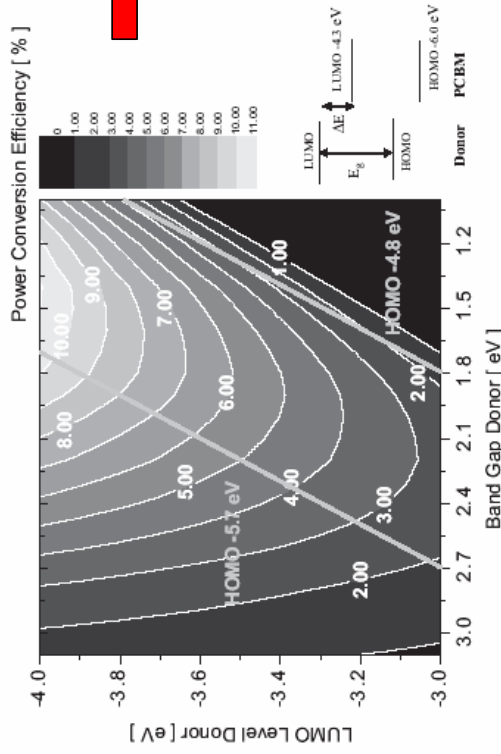 Power Conversion Efficiency [ % ]
0
1.00
2.00
3.00
4.00
5.00
6.00
7.00
8.00
9.00
10.00
11.00
LUMO Level Donor [ eV ]
-4.0
-3.8
-3.6
-3.4
-3.2
-3.0
3.0
2.7
2.4
2.1
1.8
1.5
1.2
Band Gap Donor [ eV ]
8.00
10.00
9.00
7.00
6.00
5.00
4.00
3.00
2.00
2.00
1.00
HOMO -5.7 eV
HOMO -4.8 eV
LUMO
Eg
HOMO
Donor
ΔE
LUMO -4.3 eV
HOMO -6.0 eV
PCBM